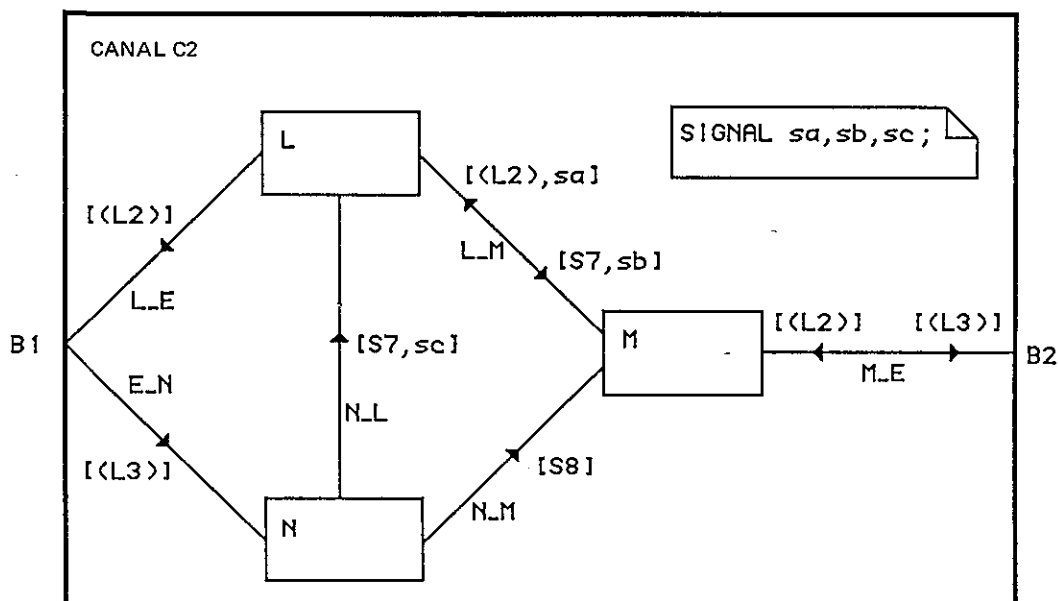 CANAL C2
L
SIGNAL sa,sb,sc;
[(L2),sa]
[(L2)]
L_M
[S7,sb]
L_E
B1
[S7,sc]
M
[(L2)]
[(L3)]
B2
M_E
E_N
N_L
[(L3)]
[S8]
N_M
N